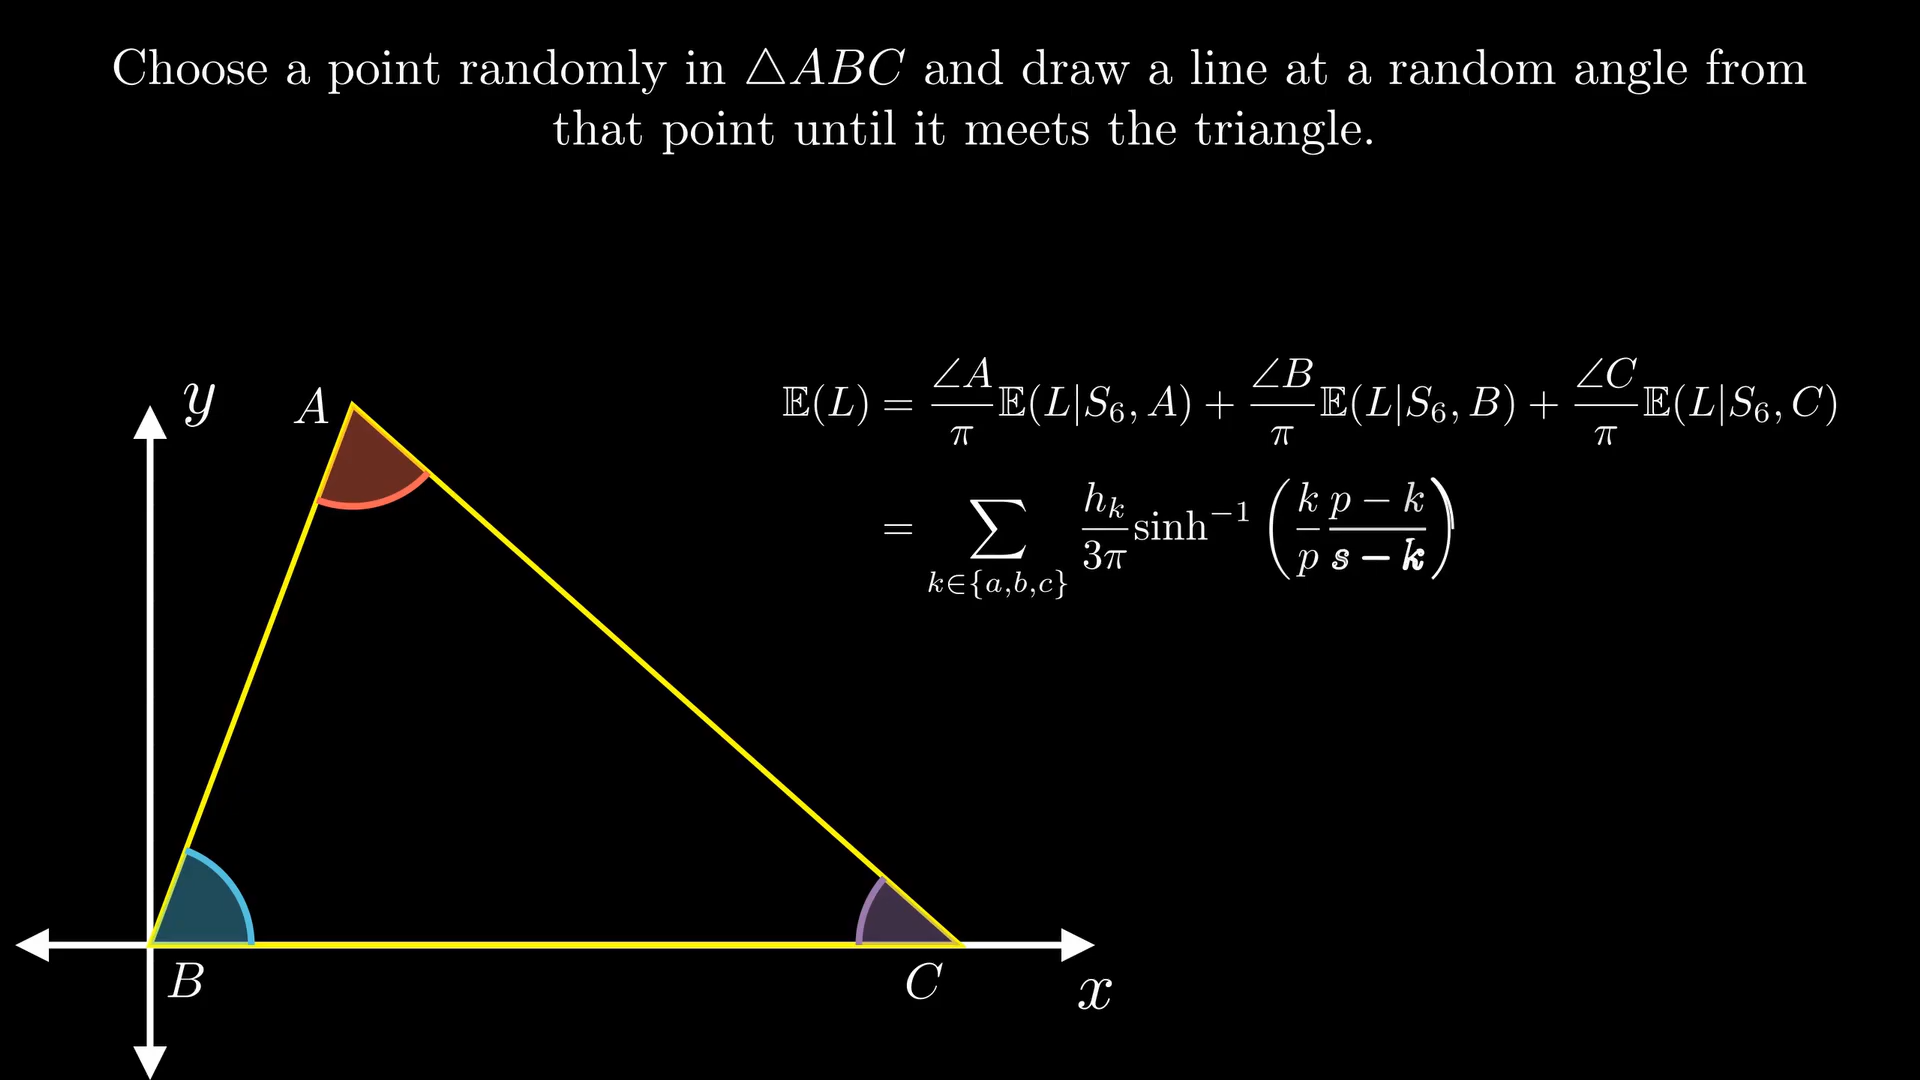 Choose a point randomly in △ABC and draw a line at a random angle from
that point until it meets the triangle.
𝔼(L) = ∠A/π 𝔼(L|S₆, A) + ∠B/π 𝔼(L|S₆, B) + ∠C/π 𝔼(L|S₆, C)
= ∑_{k∈{a,b,c}} h_k/3π sinh⁻¹ (k/p p − k/s − k)
y
A
B
C
x